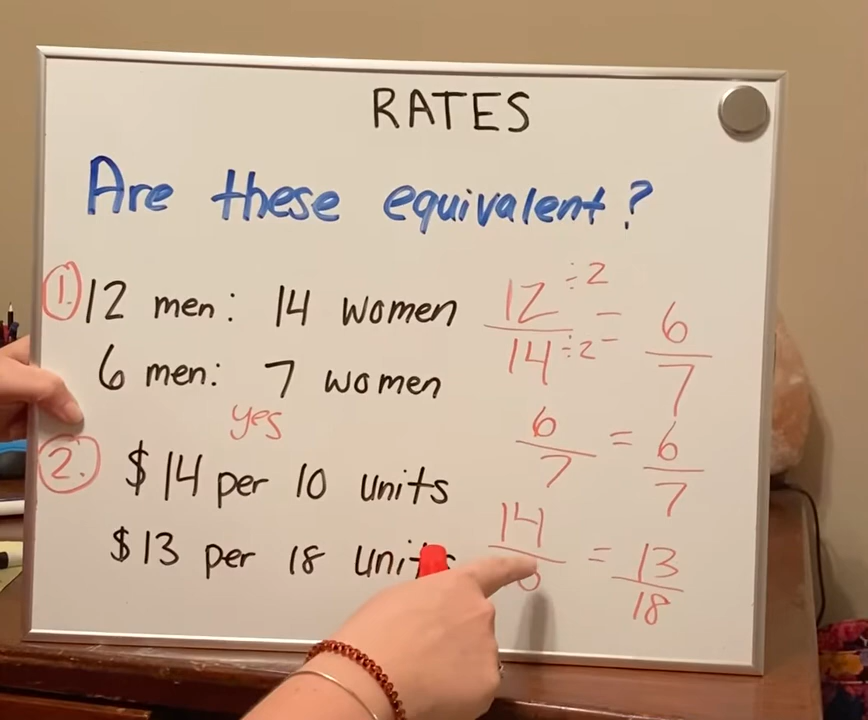 RATES
Are these equivalent?
1. 12 men: 14 women
6 men: 7 women
yes
2. $14 per 10 units
$13 per 18
12 ÷2
14 ÷2
=
6
7
6
7
=
6
7
14
=
13
18